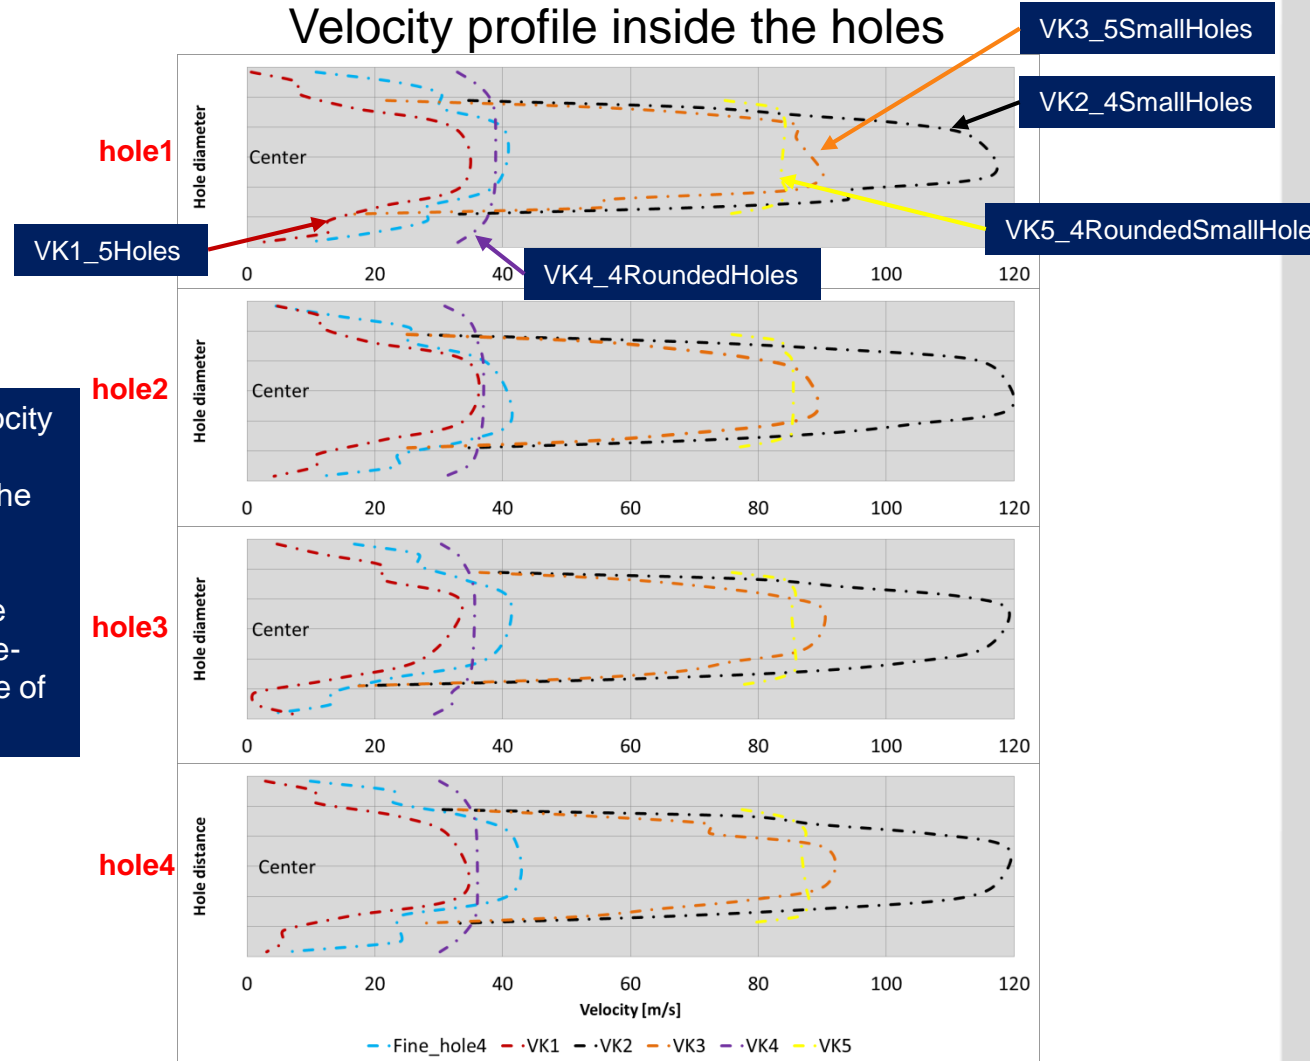 Velocity profile inside the holes
VK3_5SmallHoles
VK2_4SmallHoles
hole1
Hole diameter
Center
VK5_4RoundedSmallHole
VK1_5Holes
VK4_4RoundedHoles
0 20 40 80 100 120
hole2
Hole diameter
Center
0 20 40 60 80 100 120
hole3
Hole diameter
Center
0 20 40 60 80 100 120
hole4
Hole distance
Center
0 20 40 60 80 100 120
Velocity [m/s]
Fine_hole4 VK1 VK2 VK3 VK4 VK5
of